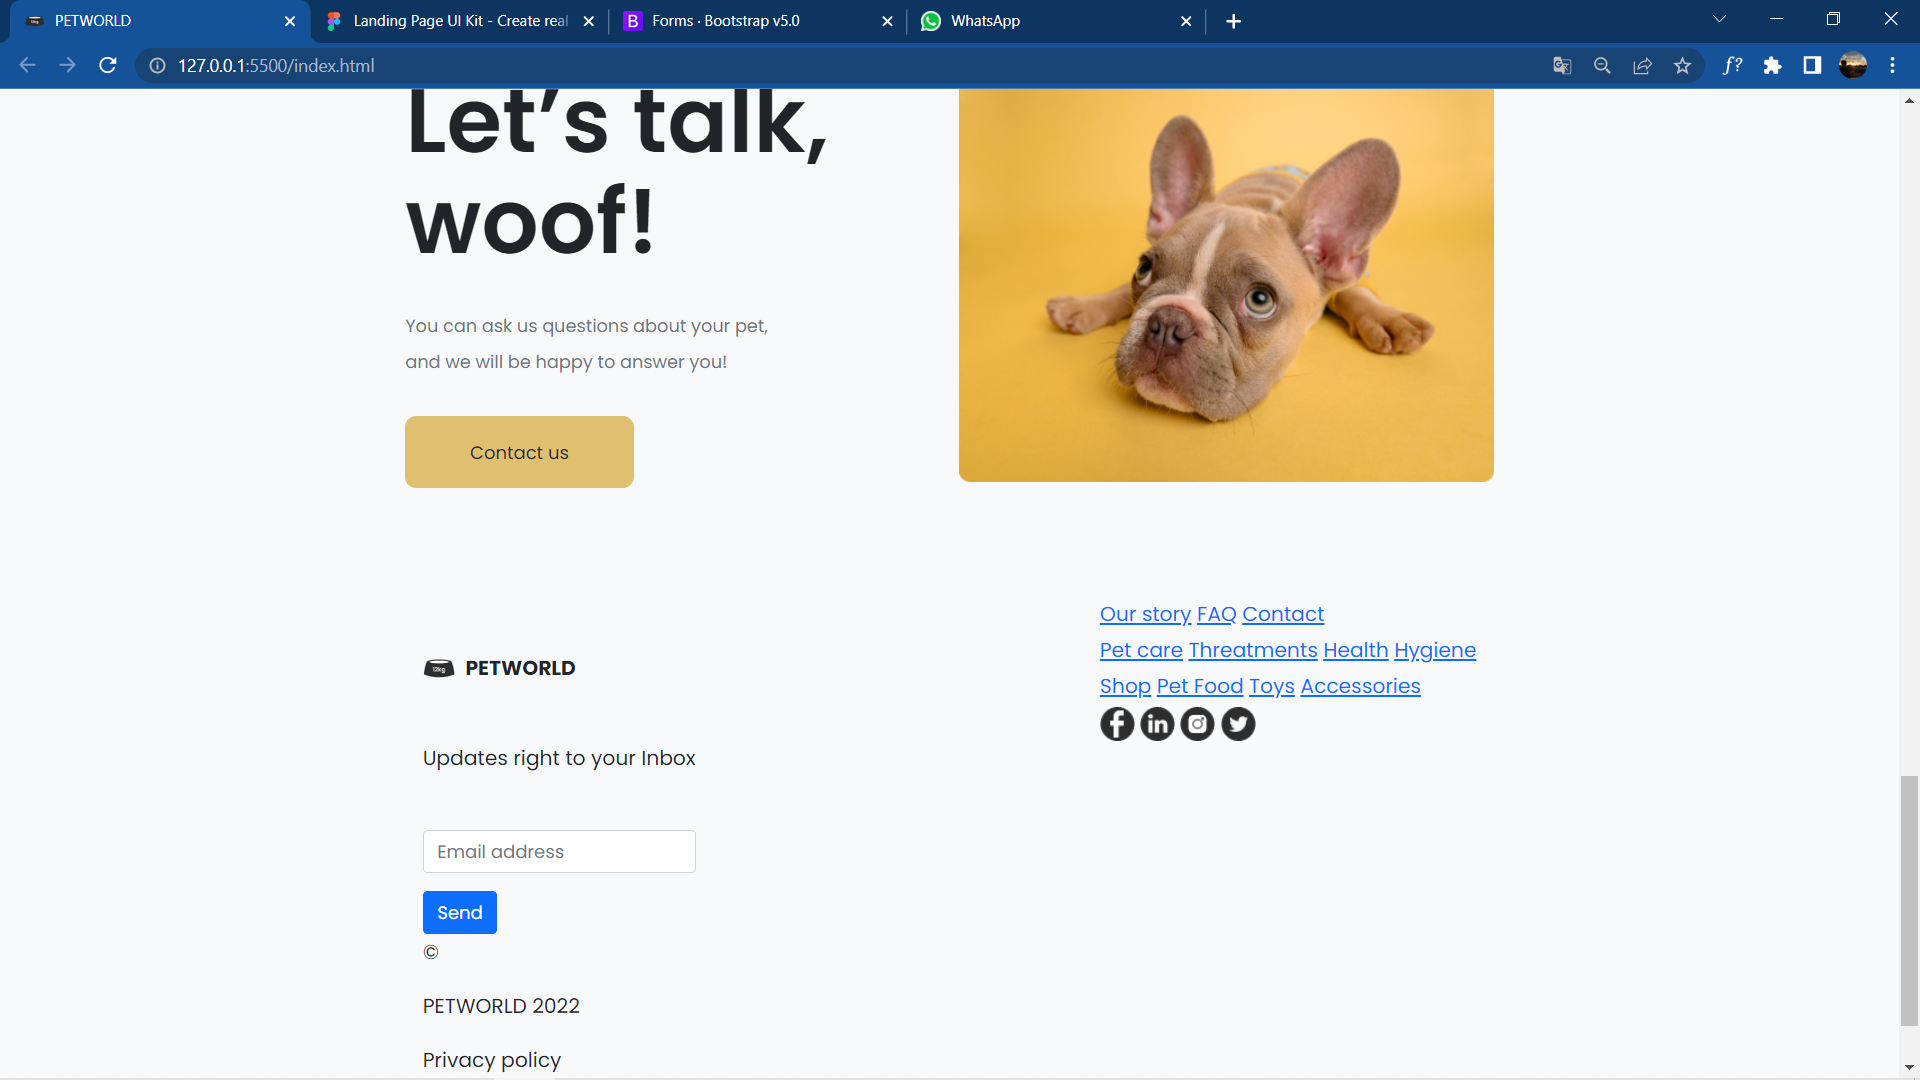 PETWORLD
Landing Page UI Kit - Create real
Forms · Bootstrap v5.0
WhatsApp
127.0.0.1:5500/index.html
f?
Let’s talk,
woof!
You can ask us questions about your pet,
and we will be happy to answer you!
Contact us
Our story FAQ Contact
Pet care Threatments Health Hygiene
Shop Pet Food Toys Accessories
12kg PETWORLD
Updates right to your Inbox
Email address
Send
©
PETWORLD 2022
Privacy policy